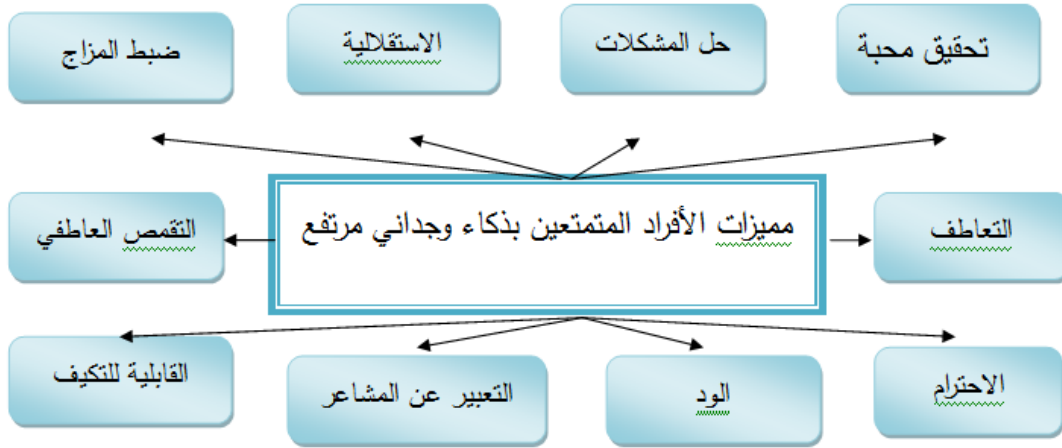 تحقيق محبة
حل المشكلات
الاستقلالية
ضبط المزاج
مميزات الأفراد المتمتعين بذكاء وجداني مرتفع
التعاطف
التقمص العاطفي
الاحترام
الود
التعبير عن المشاعر
القابلية للتكيف